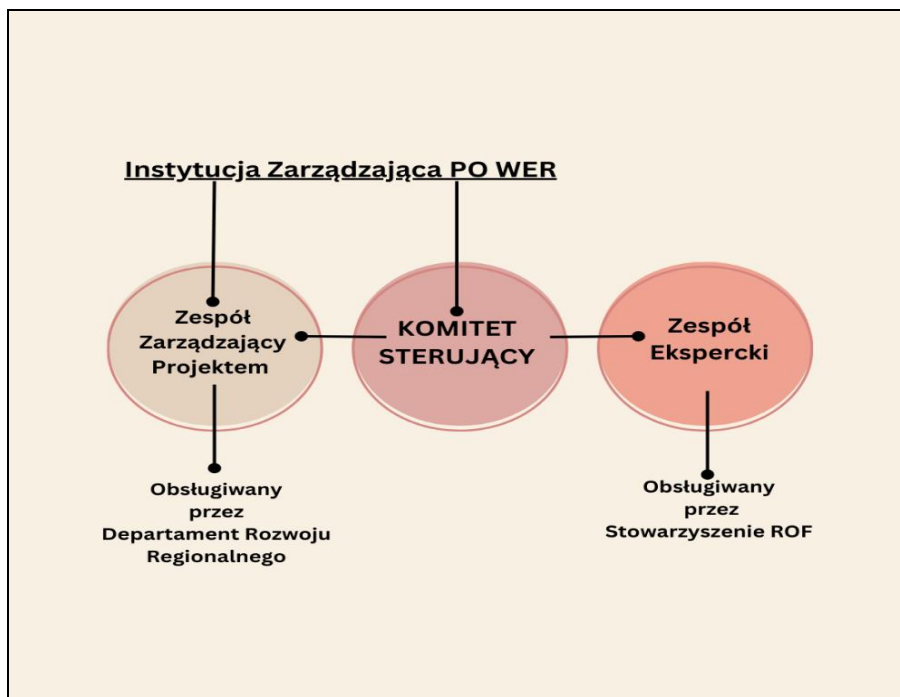 Instytucja Zarządzająca PO WER
Zespół
Zarządzający
Projektem
KOMITET
STERUJĄCY
Zespół
Ekspercki
Obsługiwany
przez
Departament Rozwoju
Regionalnego
Obsługiwany
przez
Stowarzyszenie ROF